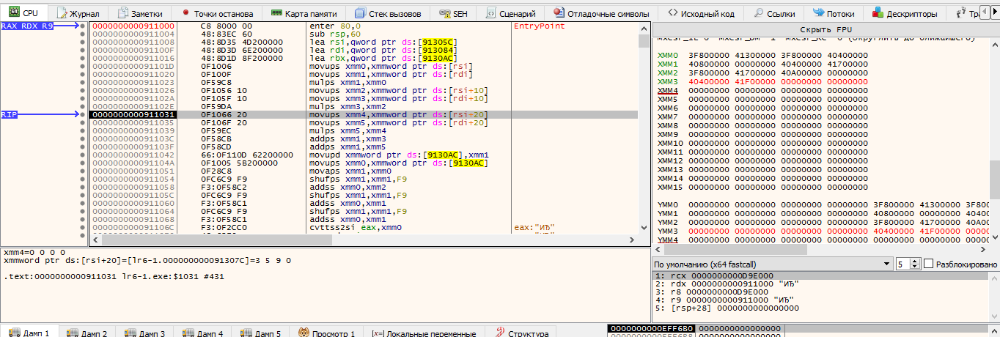 CPU Журнал Заметки Точки останова Карта памяти Стек вызовов SEH Сценарий Отладочные символы Исходный код Ссылки Потоки Дескрипторы
RAX RDX R9
RIP
0000000000911000 C8 8000 00 enter 80,0 EntryPoint
0000000000911004 48:83EC 60 sub rsp,60
0000000000911008 48:8D35 4D200000 lea rsi,qword ptr ds:[91305C]
000000000091100F 48:8D3D 6E200000 lea rdi,qword ptr ds:[913084]
0000000000911016 48:8D1D 8F200000 lea rbx,qword ptr ds:[9130AC]
000000000091101D 0F1006 movups xmm0,xmmword ptr ds:[rsi]
0000000000911020 0F100F movups xmm1,xmmword ptr ds:[rdi]
0000000000911023 0F59C8 mulps xmm1,xmm0
0000000000911026 0F1056 10 movups xmm2,xmmword ptr ds:[rsi+10]
000000000091102A 0F105F 10 movups xmm3,xmmword ptr ds:[rdi+10]
000000000091102E 0F59DA mulps xmm3,xmm2
0000000000911031 0F1066 20 movups xmm4,xmmword ptr ds:[rsi+20]
0000000000911035 0F106F 20 movups xmm5,xmmword ptr ds:[rdi+20]
0000000000911039 0F59EC mulps xmm5,xmm4
000000000091103C 0F58CB addps xmm1,xmm3
000000000091103F 0F58CD addps xmm1,xmm5
0000000000911042 66:0F110D 62200000 movupd xmmword ptr ds:[9130AC],xmm1
000000000091104A 0F1005 5B200000 movups xmm0,xmmword ptr ds:[9130AC]
0000000000911051 0F28C8 movaps xmm1,xmm0
0000000000911054 0FC6C9 F9 shufps xmm1,xmm1,F9
0000000000911058 F3:0F58C2 addss xmm0,xmm2
000000000091105C 0FC6C9 F9 shufps xmm1,xmm1,F9
0000000000911060 F3:0F58C1 addss xmm0,xmm1
0000000000911064 0FC6C9 F9 shufps xmm1,xmm1,F9
0000000000911068 F3:0F58C1 addss xmm0,xmm1
000000000091106C F3:0F2CC0 cvttss2si eax,xmm0 eax:"ИЂ"
Скрыть FPU
XMM0 3F800000 41300000 3F800000 40400000
XMM1 40800000 00000000 40400000 41700000
XMM2 3F800000 41700000 40A00000 00000000
XMM3 40400000 41F00000 00000000 00000000
XMM4 00000000 00000000 00000000 00000000
XMM5 00000000 00000000 00000000 00000000
XMM6 00000000 00000000 00000000 00000000
XMM7 00000000 00000000 00000000 00000000
XMM8 00000000 00000000 00000000 00000000
XMM9 00000000 00000000 00000000 00000000
XMM10 00000000 00000000 00000000 00000000
XMM11 00000000 00000000 00000000 00000000
XMM12 00000000 00000000 00000000 00000000
XMM13 00000000 00000000 00000000 00000000
XMM14 00000000 00000000 00000000 00000000
XMM15 00000000 00000000 00000000 00000000
YMM0 00000000 00000000 00000000 00000000 3F800000 41300000 3F800
YMM1 00000000 00000000 00000000 00000000 40800000 00000000 40400
YMM2 00000000 00000000 00000000 00000000 3F800000 41700000 40A00
YMM3 00000000 00000000 00000000 00000000 40400000 41F00000 00000
YMM4 00000000 00000000 00000000 00000000 00000000 00000000 00000
xmm4=0 0 0 0
xmmword ptr ds:[rsi+20]=[lr6-1.000000000091307C]=3 5 9 0
.text:0000000000911031 lr6-1.exe:$1031 #431
По умолчанию (x64 fastcall) 5 Разблокировано
1: rcx 0000000000D9E000
2: rdx 0000000000911000 "ИЂ"
3: r8 0000000000D9E000
4: r9 0000000000911000 "ИЂ"
5: [rsp+28] 0000000000000000
Дамп 1 Дамп 2 Дамп 3 Дамп 4 Дамп 5 Просмотр 1 [x=] Локальные переменные Структура
0000000000EFF6B0 0000000000000000